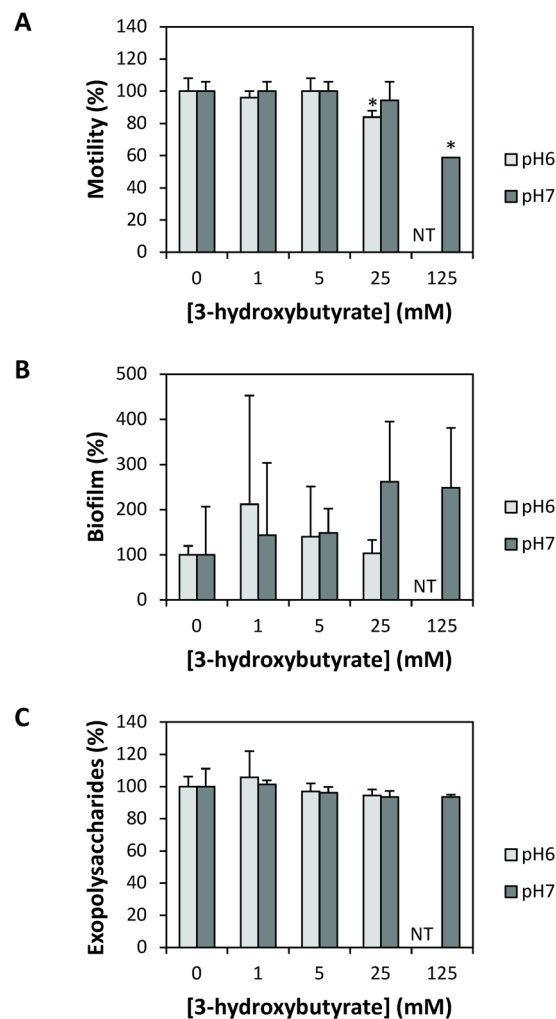 A
140
120
100
80
60
40
20
0
Motility (%)
*
*
NT
pH6
pH7
0 1 5 25 125
[3-hydroxybutyrate] (mM)
B
500
400
300
200
100
0
Biofilm (%)
NT
pH6
pH7
0 1 5 25 125
[3-hydroxybutyrate] (mM)
C
140
120
100
80
60
40
20
0
Exopolysaccharides (%)
NT
pH6
pH7
0 1 5 25 125
[3-hydroxybutyrate] (mM)